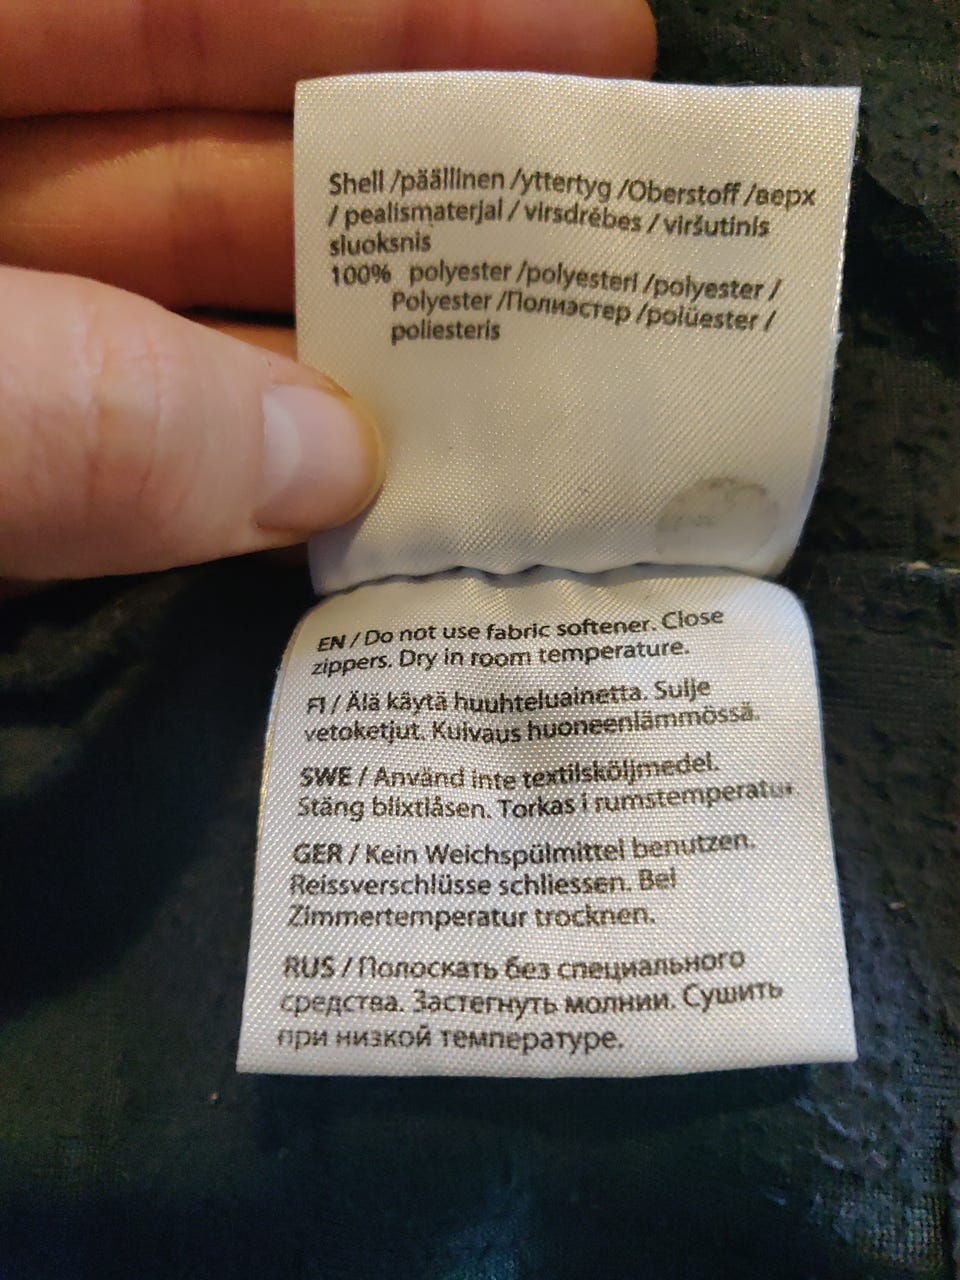 Shell /päällinen /yttertyg /Oberstoff /верх
/ pealismaterjal / virsdrēbes / viršutinis
sluoksnis
100% polyester /polyesteri /polyester /
Polyester /Полиэстер /polüester /
poliesteris
EN / Do not use fabric softener. Close
zippers. Dry in room temperature.
FI / Älä käytä huuhteluainetta. Sulje
vetoketjut. Kuivaus huoneenlämmössä.
SWE / Använd inte textilsköljmedel.
Stäng blixtlåsen. Torkas i rumstemperatur.
GER / Kein Weichspülmittel benutzen.
Reissverschlüsse schliessen. Bei
Zimmertemperatur trocknen.
RUS / Полоскать без специального
средства. Застегнуть молнии. Сушить
при низкой температуре.